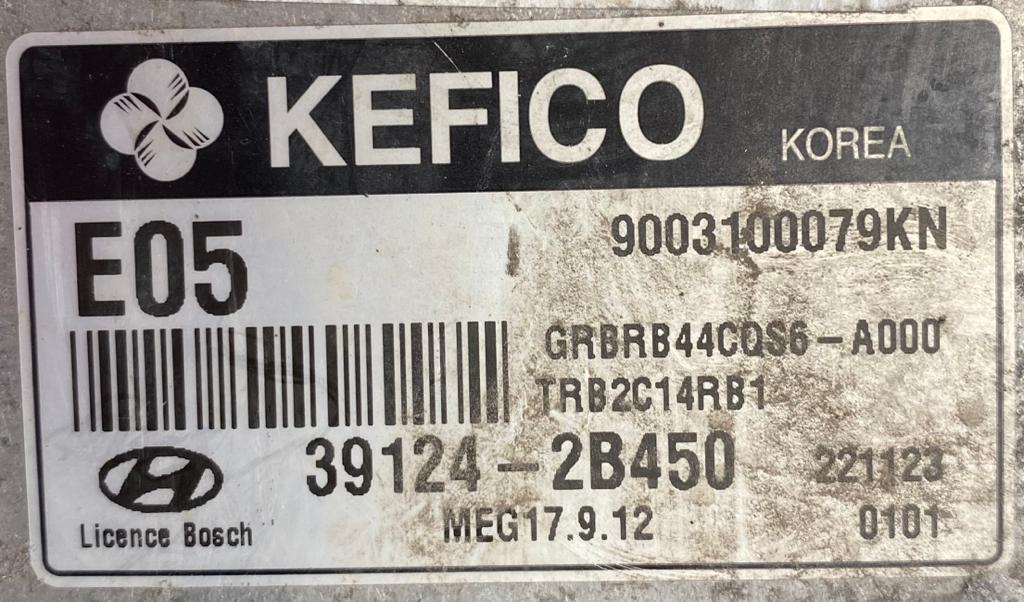 KEFICO KOREA
E05 9003100079KN
GRBRB44CQS6-A000
TRB2C14RB1
39124-2B450 221123
Licence Bosch MEG17.9.12 0101